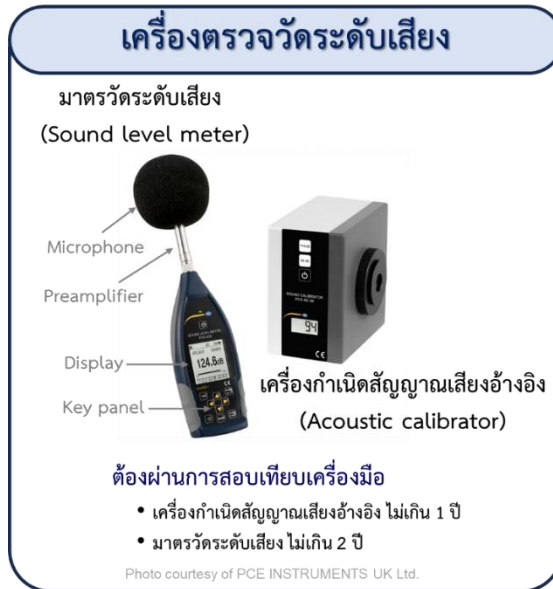 เครื่องตรวจวัดระดับเสียง
มาตรวัดระดับเสียง
(Sound level meter)
Microphone
Preamplifier
Display
124.6dB
Key panel
94
CE
เครื่องกำเนิดสัญญาณเสียงอ้างอิง
(Acoustic calibrator)
ต้องผ่านการสอบเทียบเครื่องมือ
• เครื่องกำเนิดสัญญาณเสียงอ้างอิง ไม่เกิน 1 ปี
• มาตรวัดระดับเสียง ไม่เกิน 2 ปี
Photo courtesy of PCE INSTRUMENTS UK Ltd.